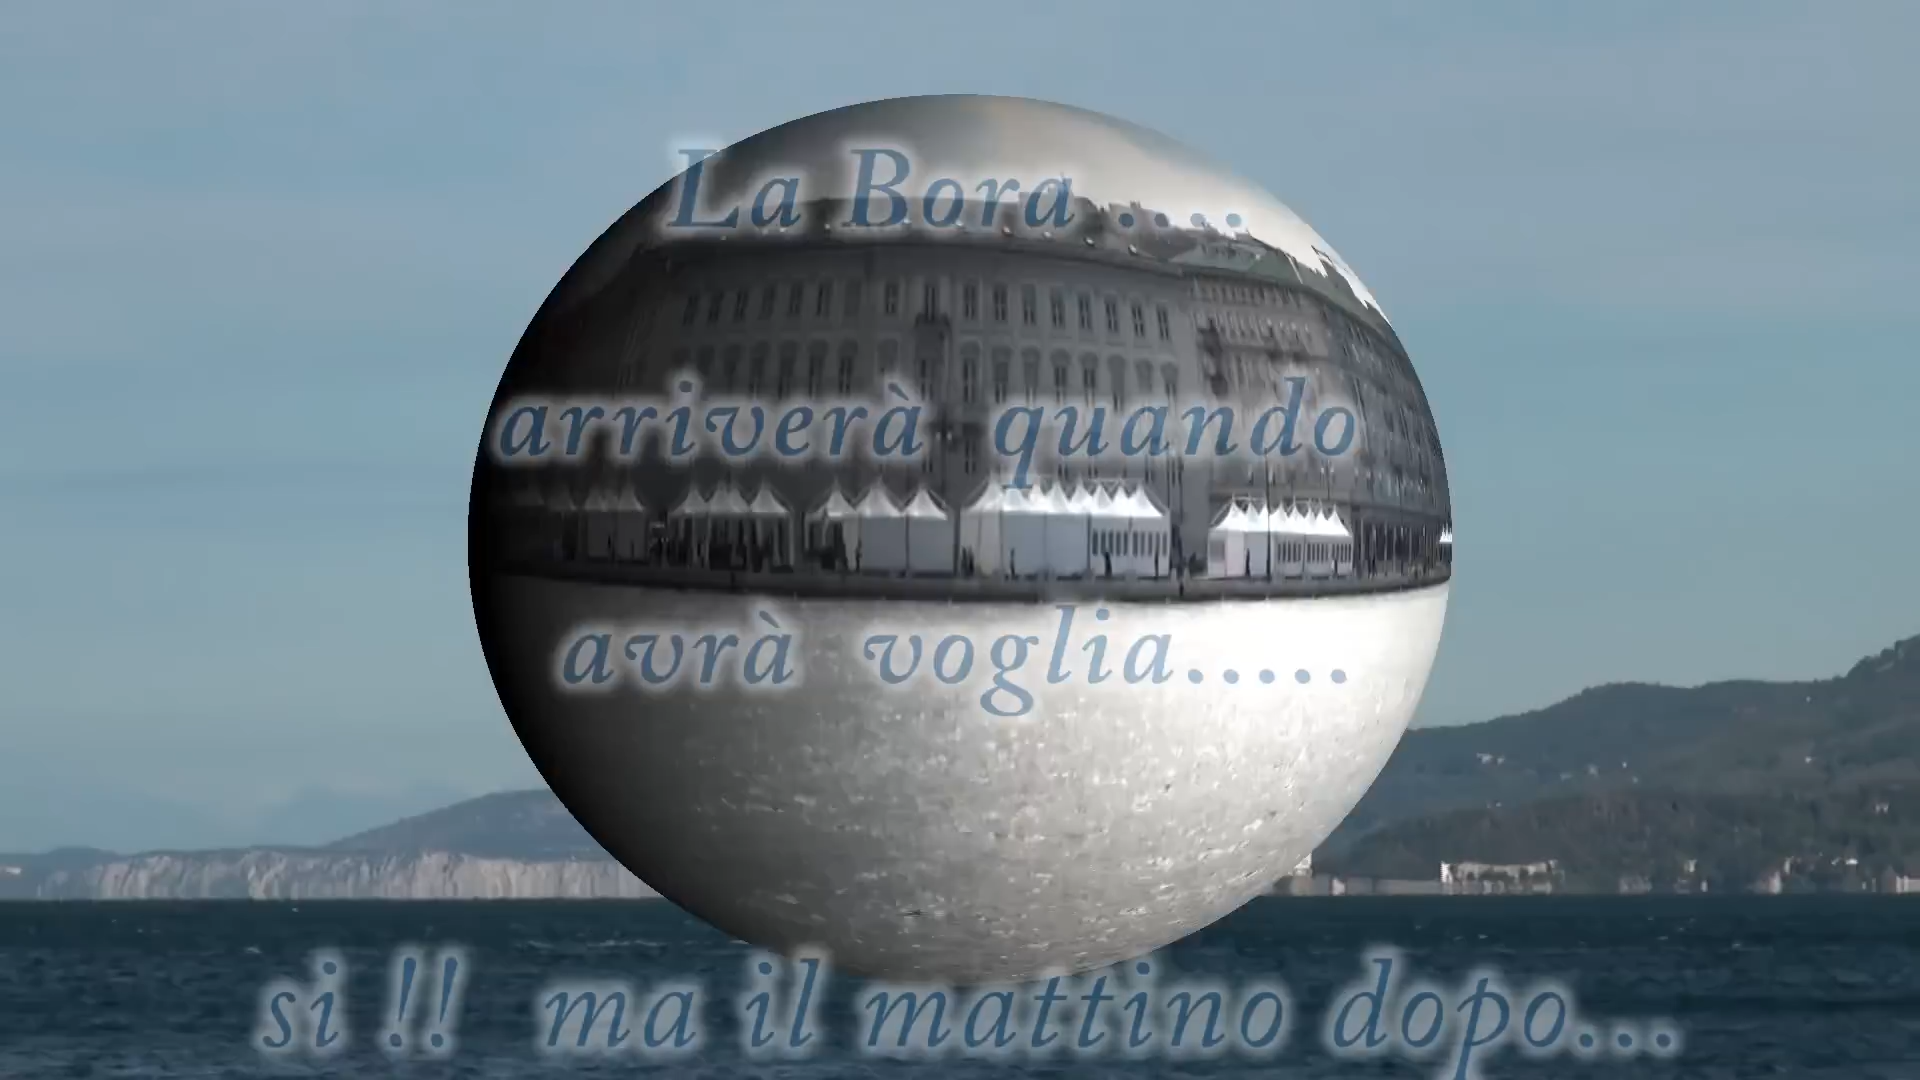 La Bora ....
arriverà quando
avrà voglia.....
si !! ma il mattino dopo...